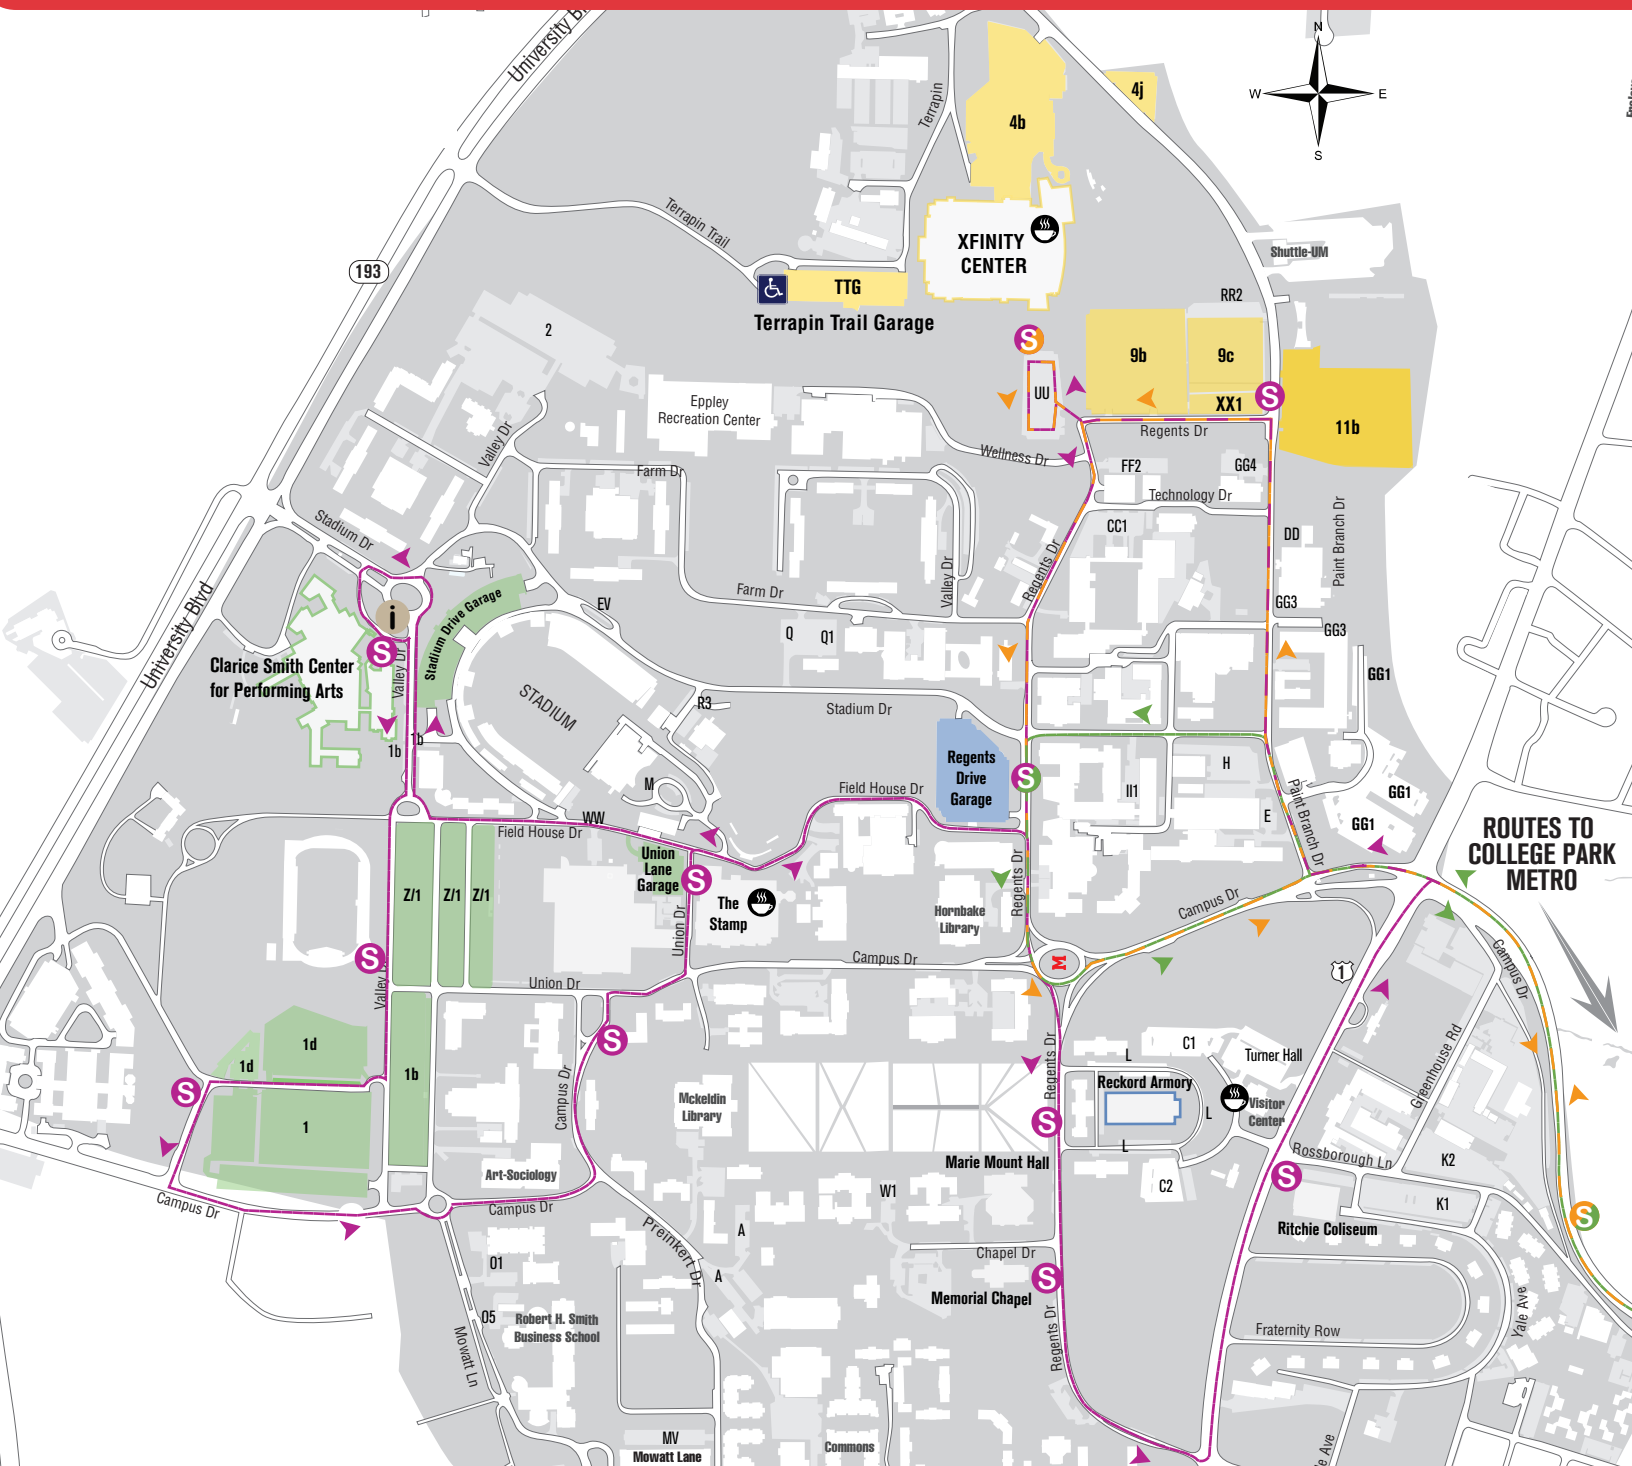 University Bl
N
W
E
S
4j
4b
Terrapin
Terrapin Trail
XFINITY
CENTER
Shuttle-UM
193
TTG
Terrapin Trail Garage
RR2
2
S
9b
9c
UU
XX1
S
11b
Eppley
Recreation Center
Regents Dr
Valley Dr
Wellness Dr
FF2
GG4
Farm Dr
Technology Dr
Stadium Dr
CC1
DD
Paint Branch Dr
Regents Dr
Valley Dr
Farm Dr
University Blvd
i
Stadium Drive Garage
EV
GG3
Q
Q1
GG3
S
Clarice Smith Center
for Performing Arts
Valley Dr
GG1
STADIUM
R3
Stadium Dr
1b
1b
Regents
Drive
Garage
S
H
M
Field House Dr
II1
GG1
Paint Branch Dr
WW
Field House Dr
E
GG1
ROUTES TO
COLLEGE PARK
METRO
Union
Lane
Garage
S
Regents Dr
Z/1
Z/1
Z/1
The
Stamp
Hornbake
Library
Campus Dr
Union Dr
S
Campus Dr
M
1
Campus Dr
Valley D
Union Dr
1d
S
1d
1b
Regents Dr
L
C1
Turner Hall
Reckord Armory
Greenhouse Rd
S
Campus Dr
Mckeldin
Library
S
L
Visitor
Center
1
L
Rossborough Ln
Marie Mount Hall
K2
Art-Sociology
W1
C2
S
K1
Campus Dr
Campus Dr
S
Preinkert Dr
A
Ritchie Coliseum
Chapel Dr
O1
A
S
Memorial Chapel
O5
Robert H. Smith
Business School
Yale Ave
Mowatt Ln
Regents Dr
Fraternity Row
MV
Mowatt Lane
Commons
e Ave